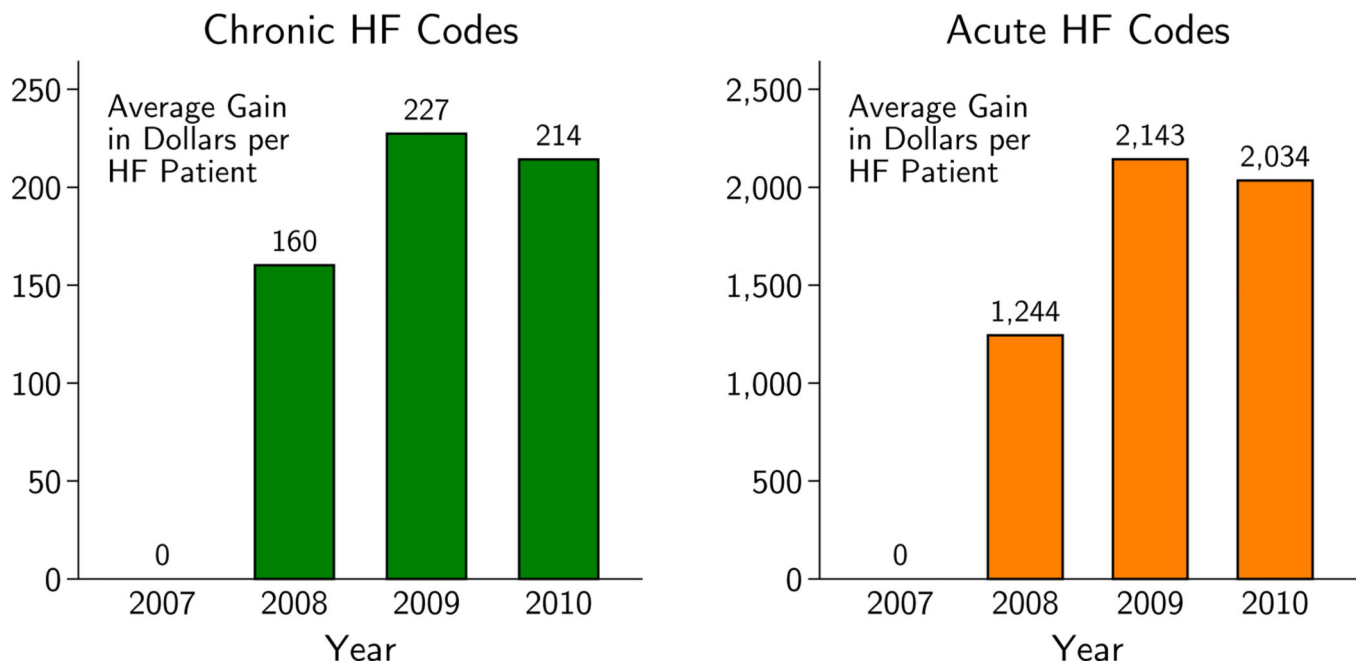 Chronic HF Codes
250
200
150
100
50
0
Average Gain
in Dollars per
HF Patient
0
160
227
214
2007
2008
2009
2010
Year
Acute HF Codes
2,500
2,000
1,500
1,000
500
0
Average Gain
in Dollars per
HF Patient
0
1,244
2,143
2,034
2007
2008
2009
2010
Year